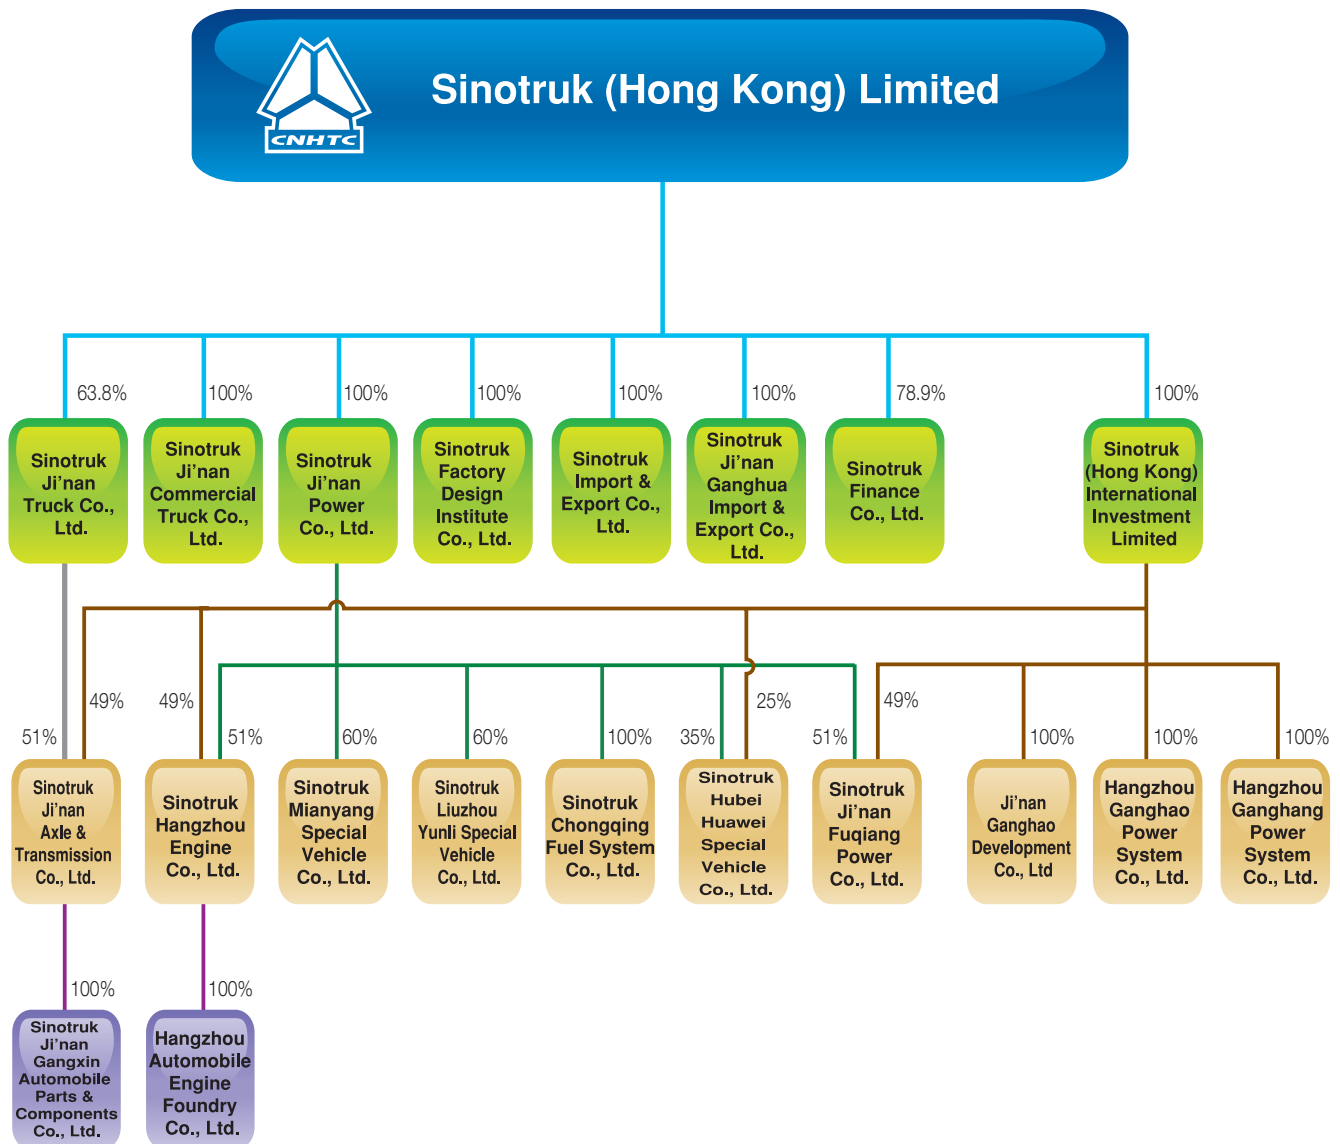 Sinotruk (Hong Kong) Limited
CNHTC
63.8%
100%
100%
100%
100%
100%
78.9%
100%
Sinotruk
Ji'nan
Truck Co.,
Ltd.
Sinotruk
Ji'nan
Commercial
Truck Co.,
Ltd.
Sinotruk
Ji'nan
Power
Co., Ltd.
Sinotruk
Factory
Design
Institute
Co., Ltd.
Sinotruk
Import &
Export Co.,
Ltd.
Sinotruk
Ji'nan
Ganghua
Import &
Export Co.,
Ltd.
Sinotruk
Finance
Co., Ltd.
Sinotruk
(Hong Kong)
International
Investment
Limited
49%
49%
25%
49%
51%
51%
60%
60%
100%
35%
51%
100%
100%
100%
Sinotruk
Ji'nan
Axle &
Transmission
Co., Ltd.
Sinotruk
Hangzhou
Engine
Co., Ltd.
Sinotruk
Mianyang
Special
Vehicle
Co., Ltd.
Sinotruk
Liuzhou
Yunli Special
Vehicle
Co., Ltd.
Sinotruk
Chongqing
Fuel System
Co., Ltd.
Sinotruk
Hubei
Huawei
Special
Vehicle
Co., Ltd.
Sinotruk
Ji'nan
Fuqiang
Power
Co., Ltd.
Ji'nan
Ganghao
Development
Co., Ltd
Hangzhou
Ganghao
Power
System
Co., Ltd.
Hangzhou
Ganghang
Power
System
Co., Ltd.
100%
100%
Sinotruk
Ji'nan
Gangxin
Automobile
Parts &
Components
Co., Ltd.
Hangzhou
Automobile
Engine
Foundry
Co., Ltd.